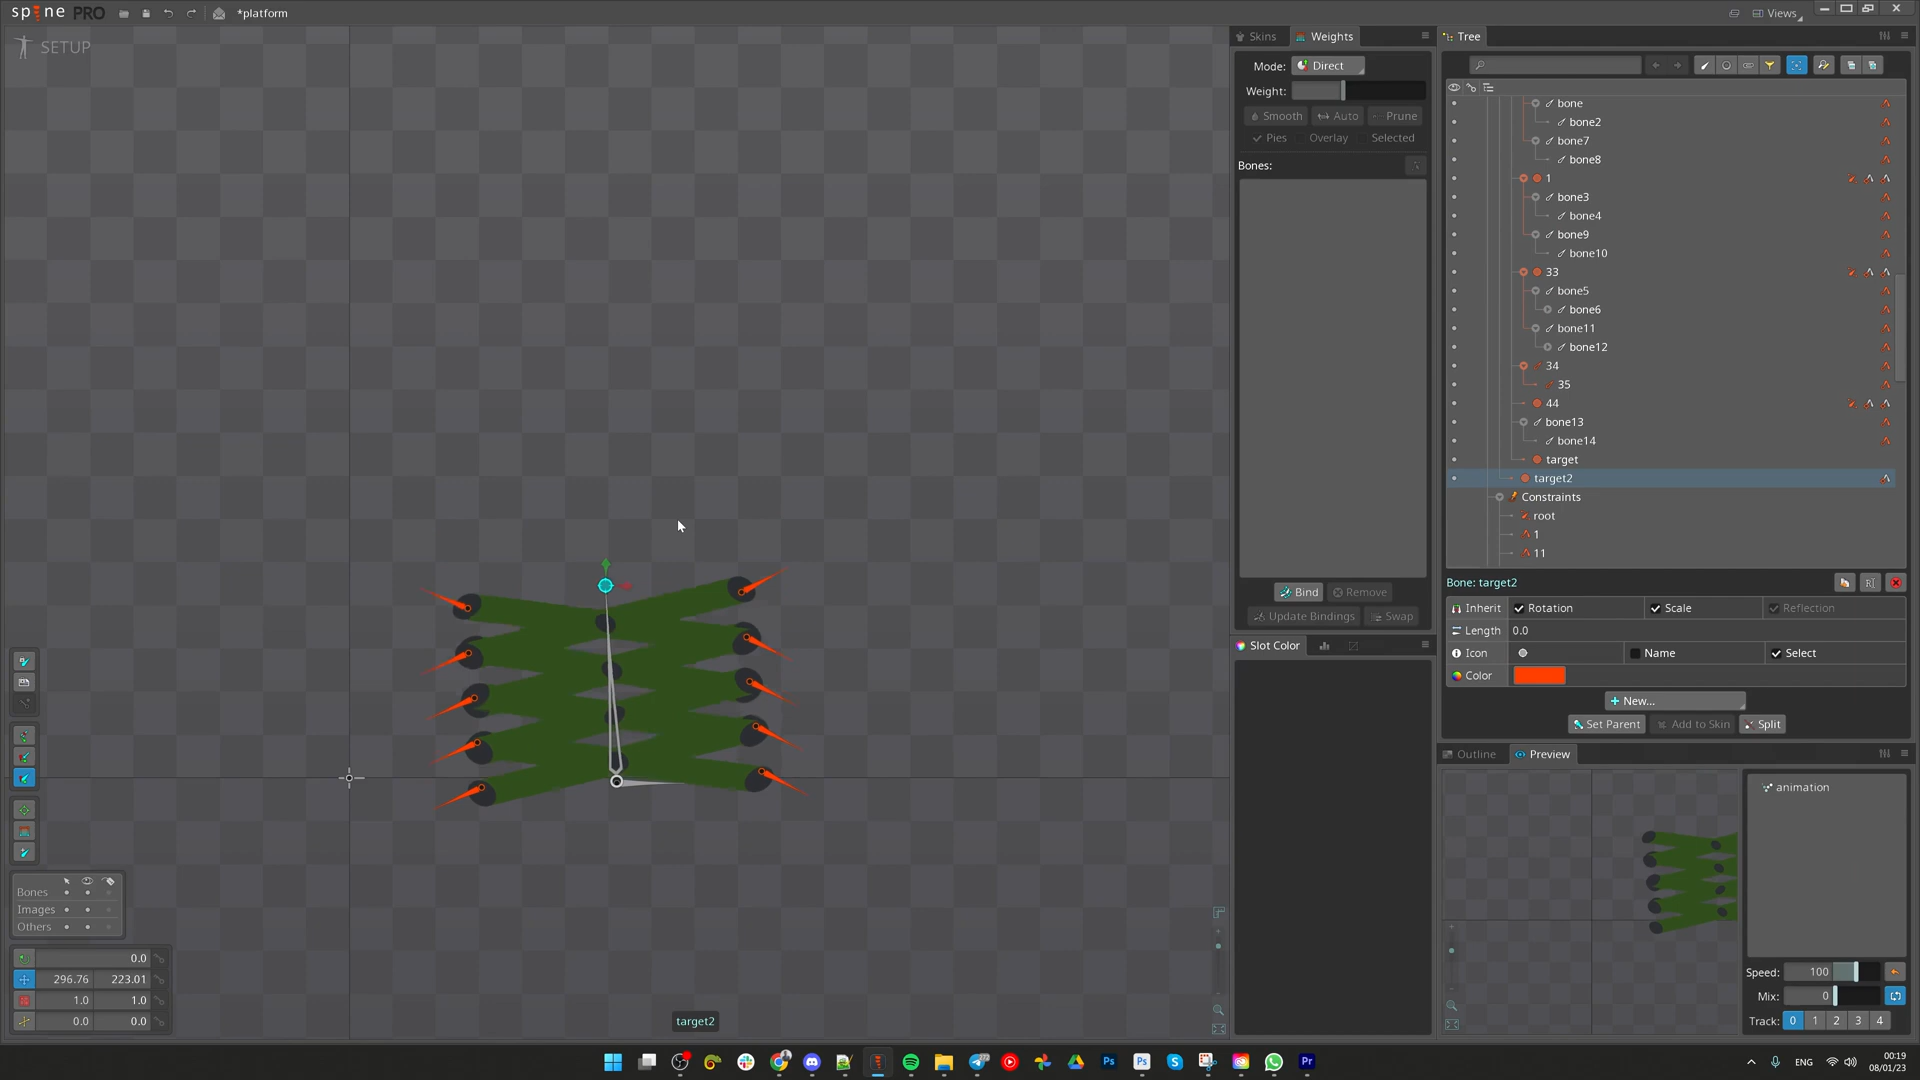 spine PRO
*platform
Views
SETUP
Skins
Weights
Tree
Mode:
Direct
Weight:
Smooth
Auto
Prune
Pies
Overlay
Selected
Bones:
bone
bone2
bone7
bone8
1
bone3
bone4
bone9
bone10
33
bone5
bone6
bone11
bone12
34
35
44
bone13
bone14
target
target2
Constraints
root
1
11
Bind
Remove
Update Bindings
Swap
Bone: target2
Inherit
Rotation
Scale
Reflection
Length
0.0
Icon
Name
Select
Color
New...
Set Parent
Add to Skin
Split
Slot Color
Outline
Preview
animation
Speed:
100
Mix:
0
Track:
0
1
2
3
4
Bones
Images
Others
0.0
296.76
223.01
1.0
1.0
0.0
0.0
target2
Ps
Ps
Pr
ENG
00:19
08/01/23